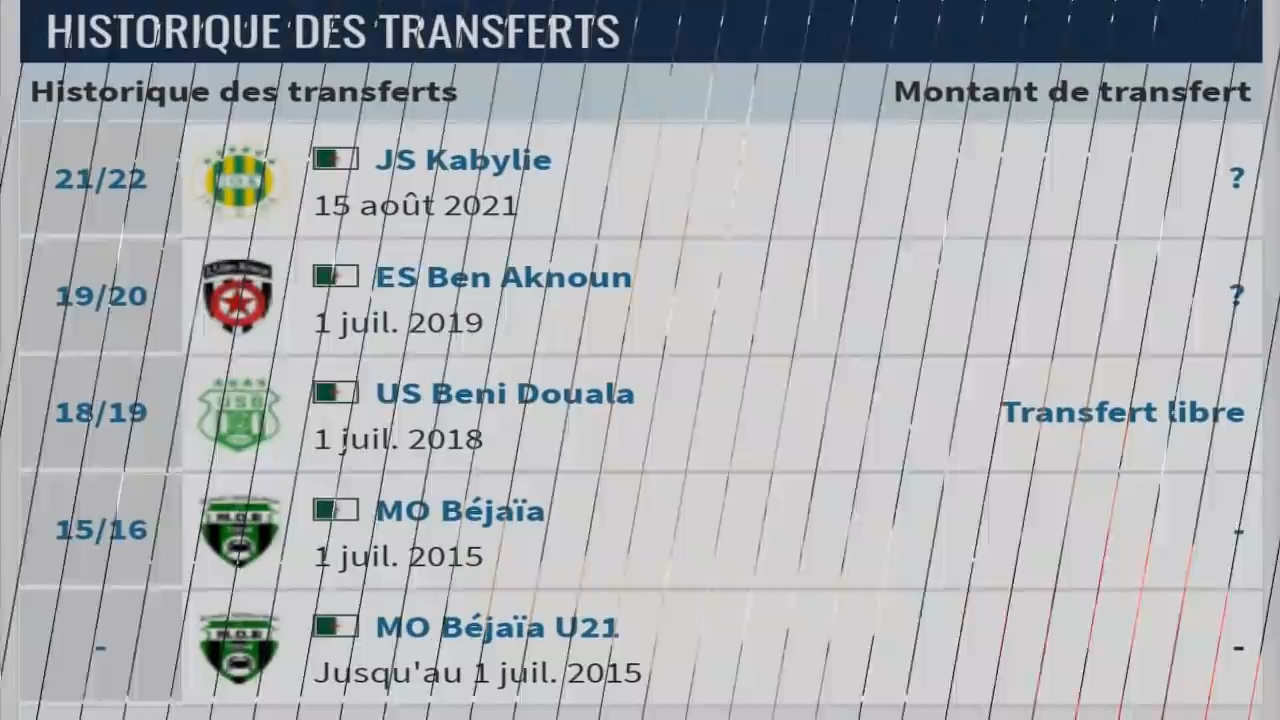 HISTORIQUE DES TRANSFERTS
Historique des transferts Montant de transfert
21/22 JS Kabylie ?
15 août 2021
19/20 ES Ben Aknoun ?
1 juil. 2019
18/19 US Beni Douala Transfert libre
1 juil. 2018
15/16 MO Béjaïa -
1 juil. 2015
- MO Béjaïa U21 -
Jusqu'au 1 juil. 2015